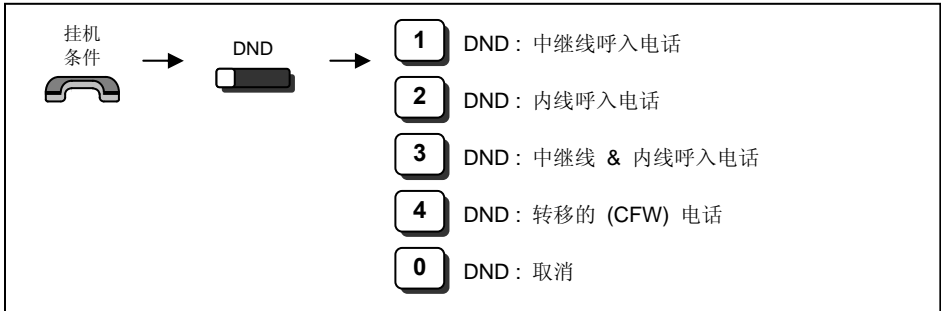 挂机
条件
DND
1 DND : 中继线呼入电话
2 DND : 内线呼入电话
3 DND : 中继线 & 内线呼入电话
4 DND : 转移的 (CFW) 电话
0 DND : 取消